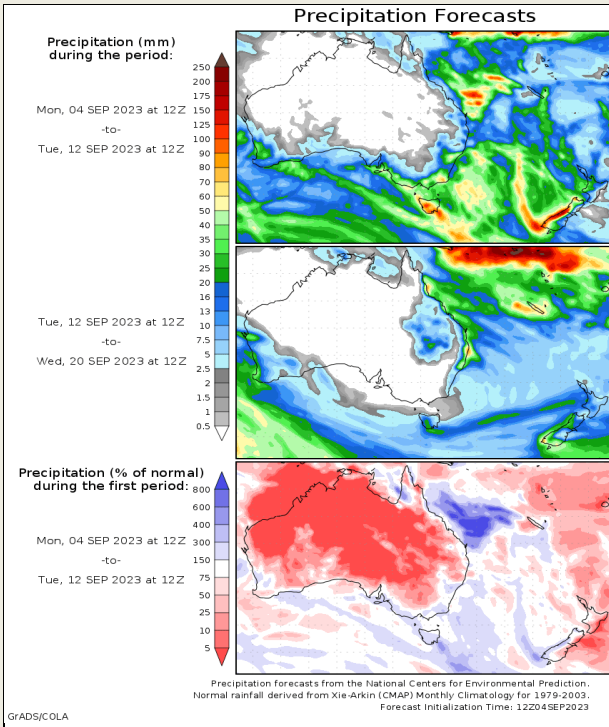 Precipitation Forecasts
Precipitation (mm)
during the period:
Mon, 04 SEP 2023 at 12Z
-to-
Tue, 12 SEP 2023 at 12Z
250
200
175
150
125
100
90
80
70
60
50
40
35
30
25
20
16
13
10
7.5
5
2.5
2
1.5
1
0.5
Tue, 12 SEP 2023 at 12Z
-to-
Wed, 20 SEP 2023 at 12Z
Precipitation (% of normal)
during the first period:
Mon, 04 SEP 2023 at 12Z
-to-
Tue, 12 SEP 2023 at 12Z
800
600
400
300
150
75
50
25
10
5
Precipitation forecasts from the National Centers for Environmental Prediction.
Normal rainfall derived from Xie-Arkin (CMAP) Monthly Climatology for 1979-2003.
Forecast Initialization Time: 12Z04SEP2023
GrADS/COLA